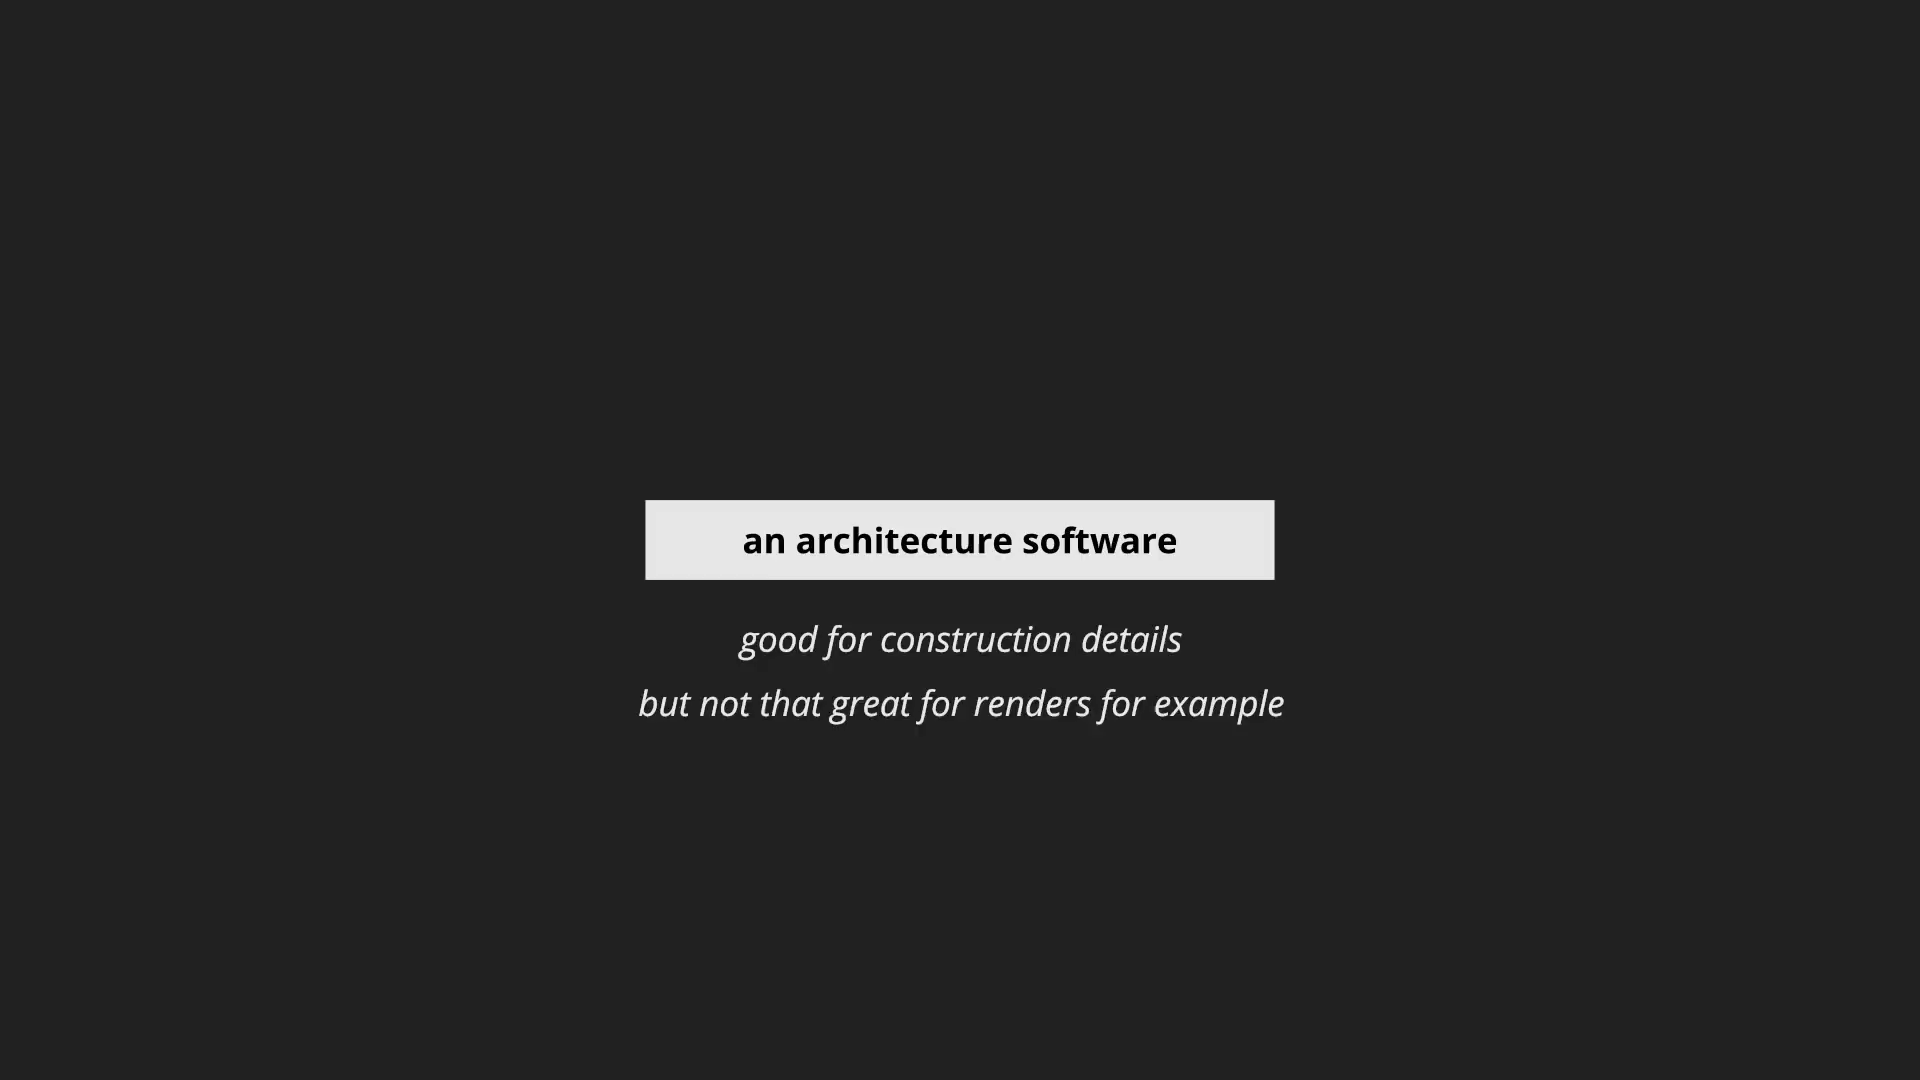 an architecture software
good for construction details
but not that great for renders for example